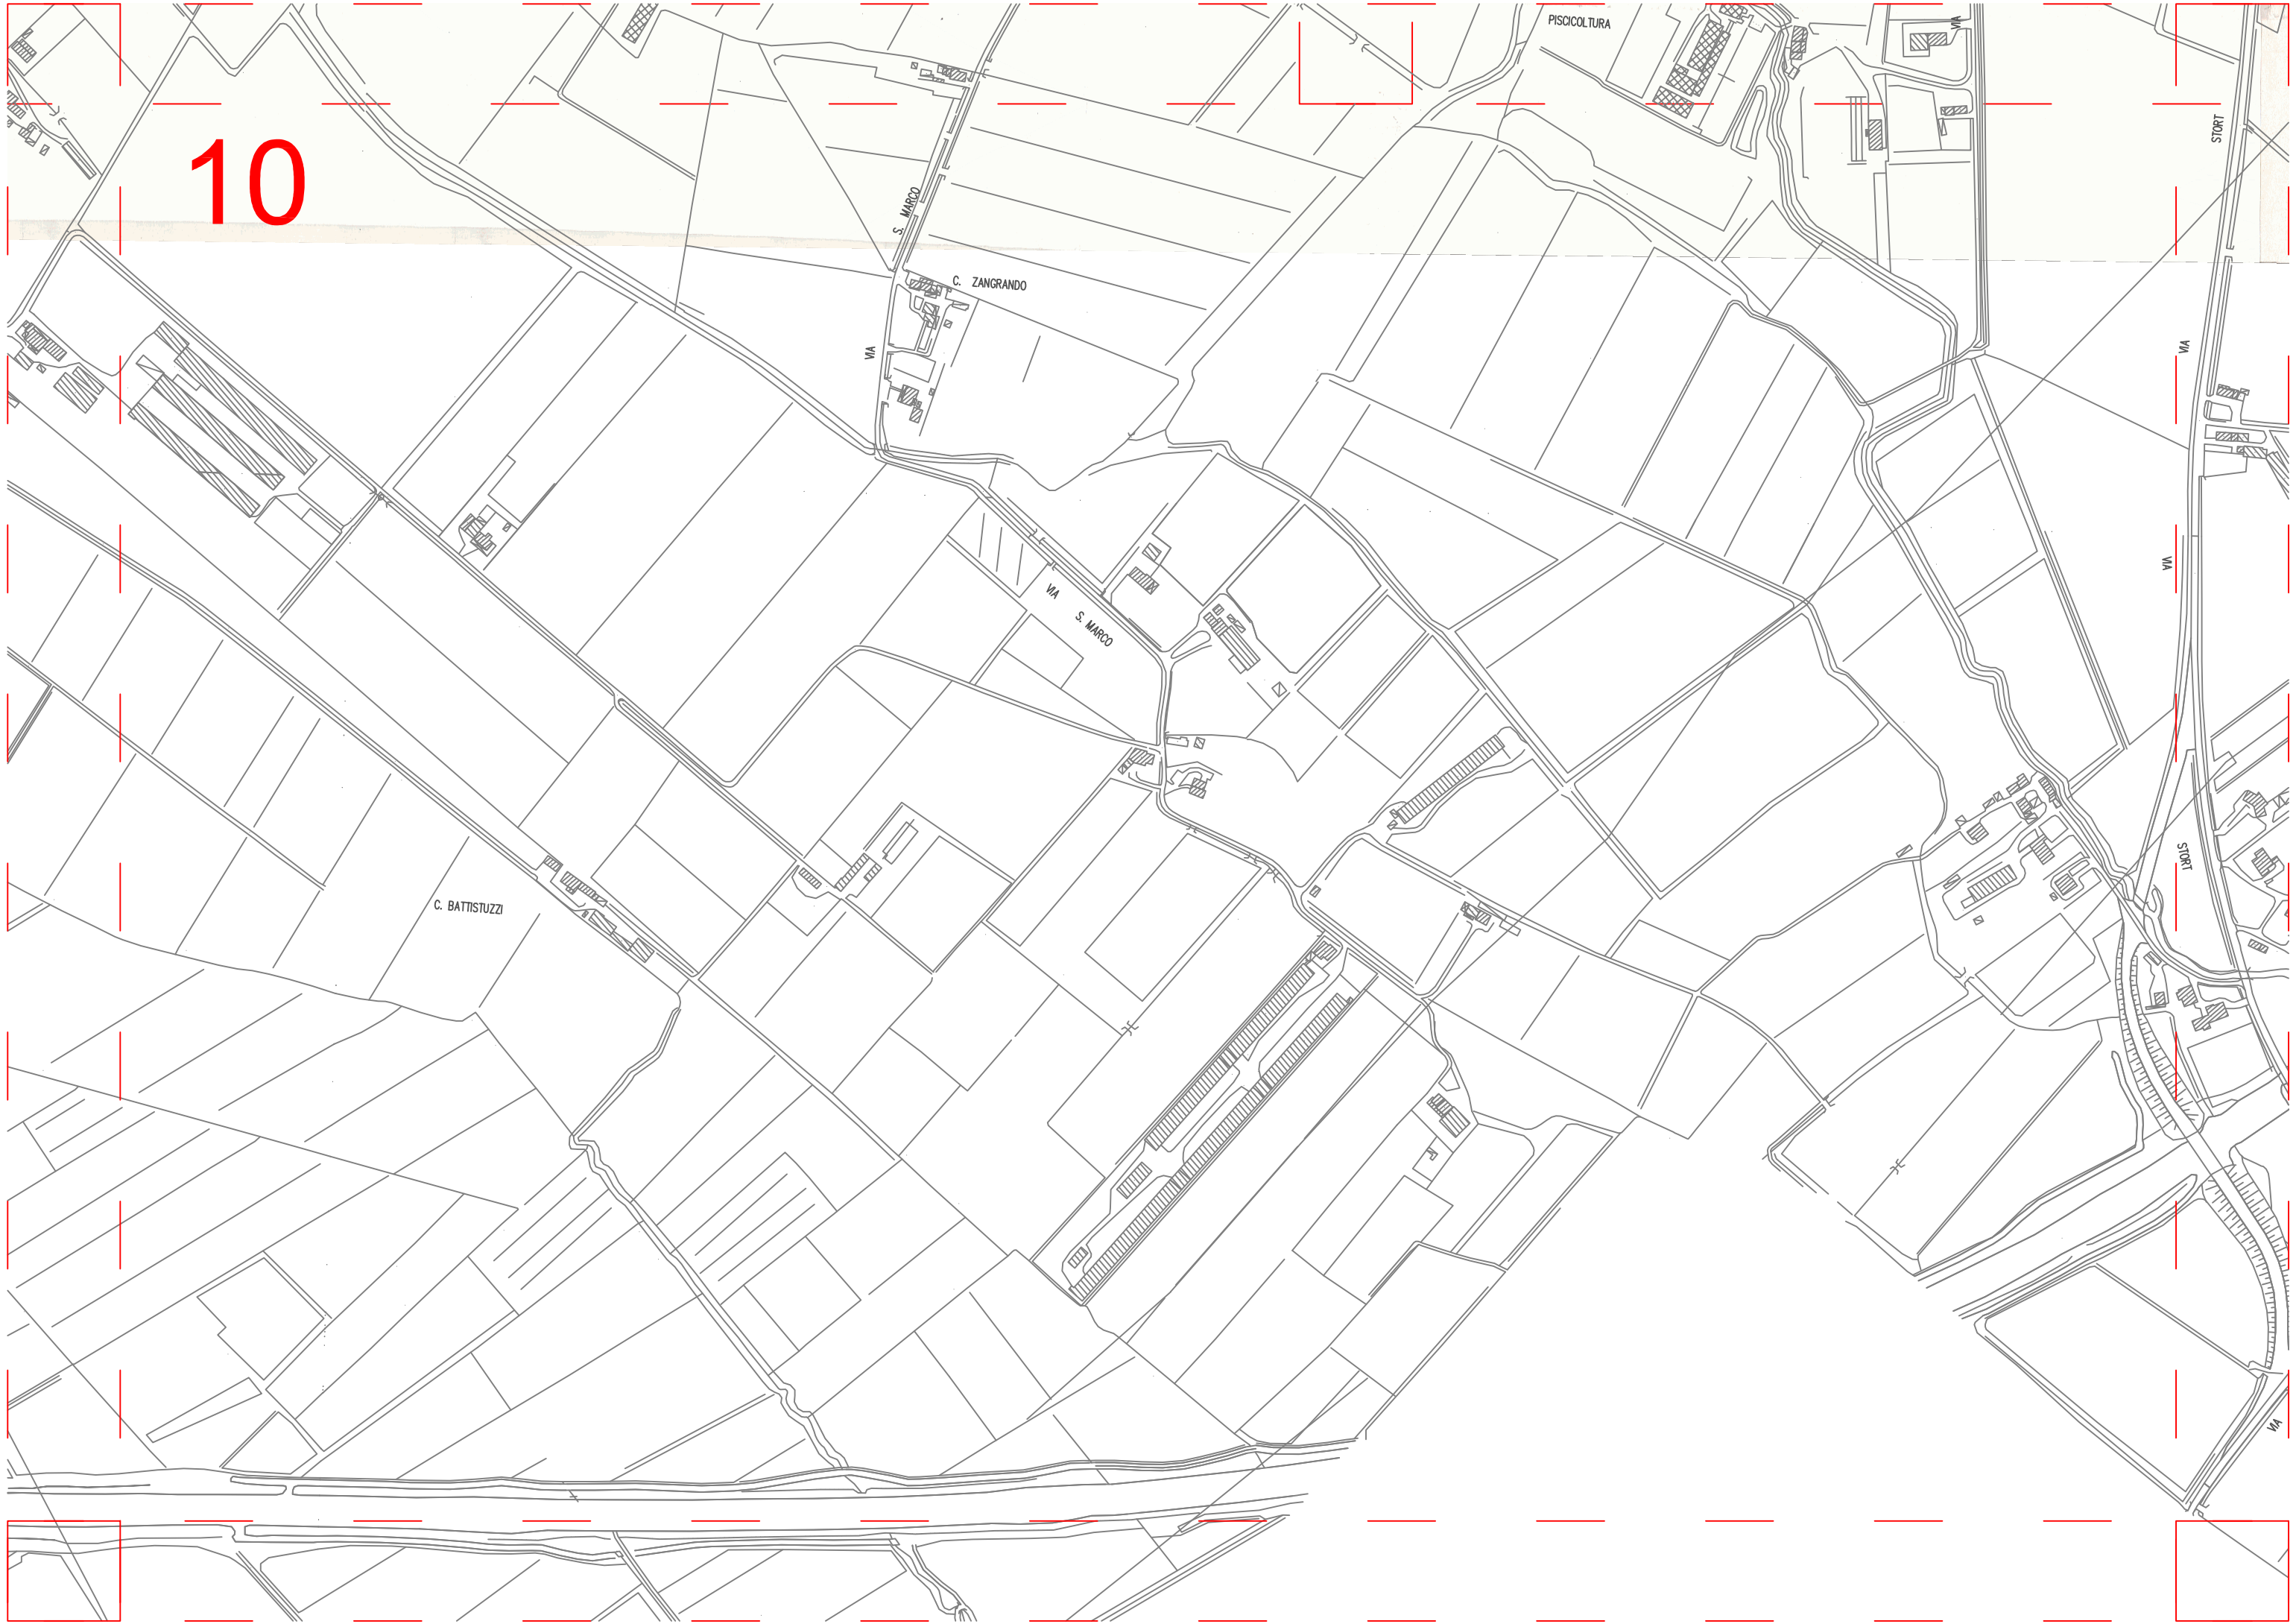 PISCICOLTURA
VIA
STORT
10
S. MARCO
C. ZANGRANDO
VIA
VIA
VIA
VIA
S. MARCO
STORT
C. BATTISTUZZI
VIA